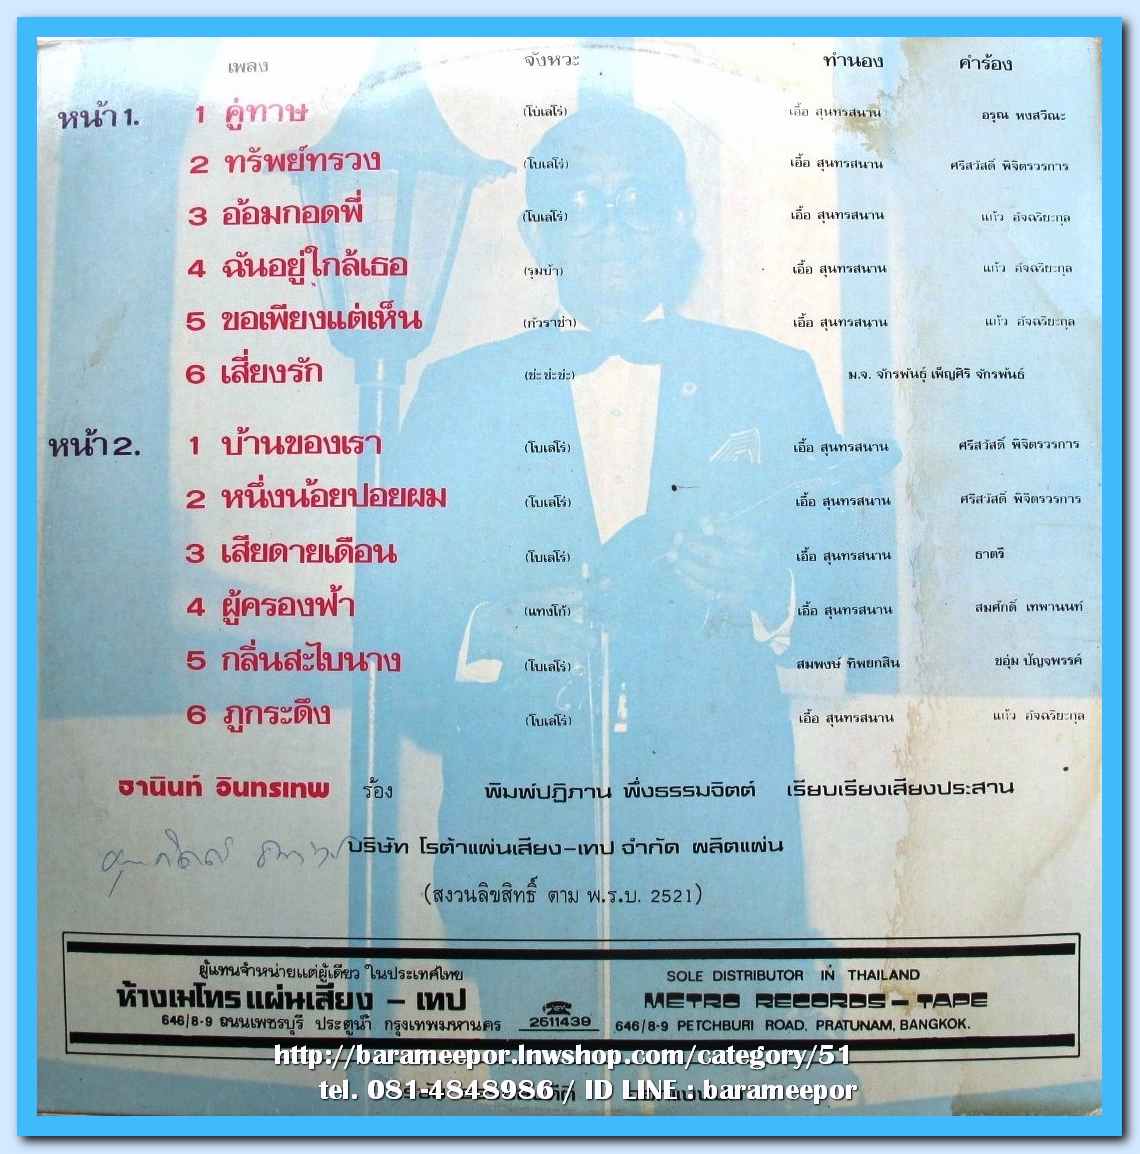 เพลง จังหวะ ทำนอง คำร้อง
หน้า 1. 1 คู่ทาษ (โบเลโร่) เอื้อ สุนทรสนาน อรุณ หงสวีณะ
2 ทรัพย์ทรวง (โบเลโร่) เอื้อ สุนทรสนาน ศรีสวัสดิ์ พิจิตรวรการ
3 อ้อมกอดพี่ (โบเลโร่) เอื้อ สุนทรสนาน แก้ว อัจฉริยะกุล
4 ฉันอยู่ใกล้เธอ (รุมบ้า) เอื้อ สุนทรสนาน แก้ว อัจฉริยะกุล
5 ขอเพียงแต่เห็น (กัวราช่า) เอื้อ สุนทรสนาน แก้ว อัจฉริยะกุล
6 เสี่ยงรัก (ช่ะช่ะช่ะ) ม.จ. จักรพันธุ์ เพ็ญศิริ จักรพันธ์
หน้า 2. 1 บ้านของเรา (โบเลโร่) เอื้อ สุนทรสนาน ศรีสวัสดิ์ พิจิตรวรการ
2 หนึ่งน้อยปอยผม (โบเลโร่) เอื้อ สุนทรสนาน ศรีสวัสดิ์ พิจิตรวรการ
3 เสียดายเดือน (โบเลโร่) เอื้อ สุนทรสนาน ธาตรี
4 ผู้ครองฟ้า (แทงโก้) เอื้อ สุนทรสนาน สมศักดิ์ เทพานนท์
5 กลิ่นสะไบนาง (โบเลโร่) สมพงษ์ ทิพยกลิน ขอุ่ม ปัญจพรรค์
6 ภูกระดึง (โบเลโร่) เอื้อ สุนทรสนาน แก้ว อัจฉริยะกุล
ธานินท์ อินทรเทพ ร้อง พิมพ์ปฏิภาณ พึ่งธรรมจิตต์ เรียบเรียงเสียงประสาน
บริษัท โรต้าแผ่นเสียง-เทป จำกัด ผลิตแผ่น
(สงวนลิขสิทธิ์ ตาม พ.ร.บ. 2521)
ผู้แทนจำหน่ายแต่ผู้เดียว ในประเทศไทย SOLE DISTRIBUTOR IN THAILAND
ห้างเมโทรแผ่นเสียง - เทป METRO RECORDS - TAPE
646/8-9 ถนนเพชรบุรี ประตูน้ำ กรุงเทพมหานคร 2511439 646/8-9 PETCHBURI ROAD, PRATUNAM, BANGKOK.
http://barameepor.lnwshop.com/category/51
tel. 081-4848986 / ID LINE : barameepor